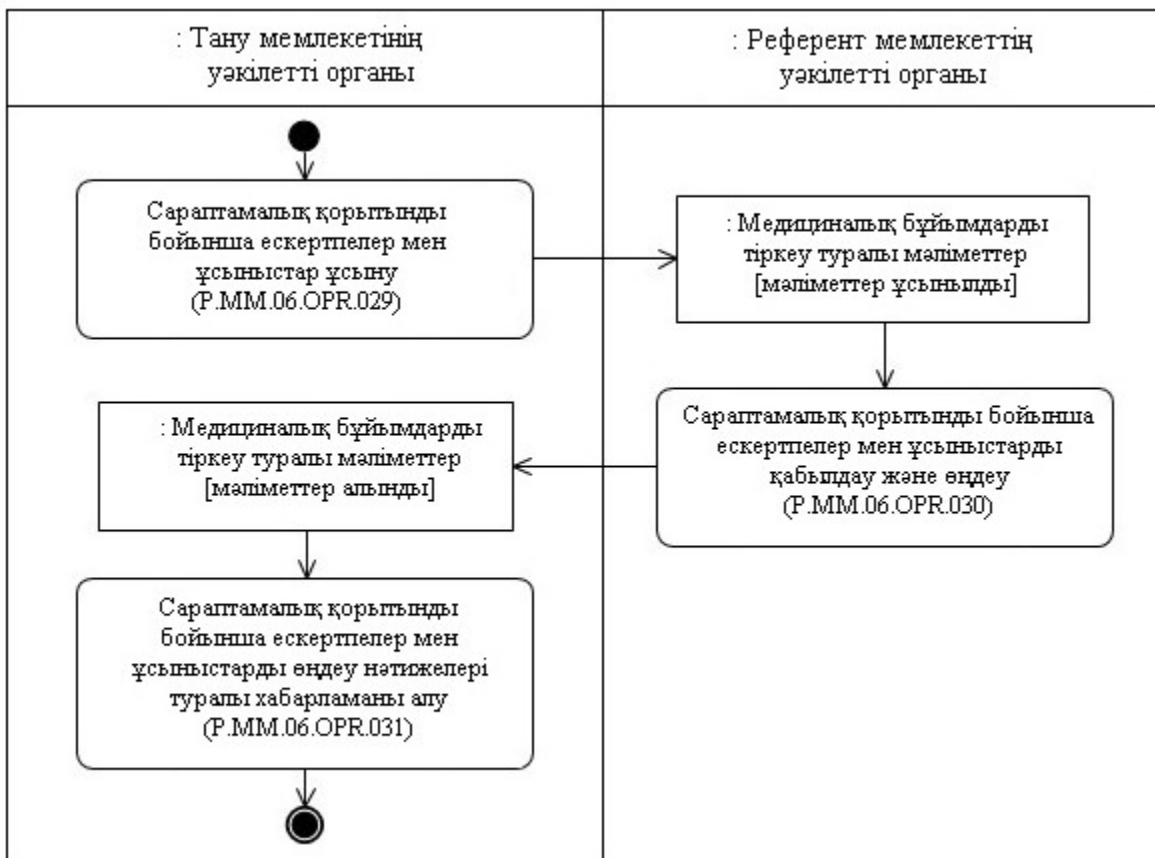 : Тану мемлекетінің
уәкілетті органы
: Референт мемлекеттің
уәкілетті органы
Сараптамалық қорытынды
бойынша ескертпелер мен
ұсыныстар ұсыну
(P.MM.06.OPR.029)
: Медициналық бұйымдарды
тіркеу туралы мәліметтер
[мәліметтер ұсынылды]
Сараптамалық қорытынды бойынша
ескертпелер мен ұсыныстарды
қабылдау және өңдеу
(P.MM.06.OPR.030)
: Медициналық бұйымдарды
тіркеу туралы мәліметтер
[мәліметтер алынды]
Сараптамалық қорытынды
бойынша ескертпелер мен
ұсыныстарды өңдеу нәтижелері
туралы хабарламаны алу
(P.MM.06.OPR.031)